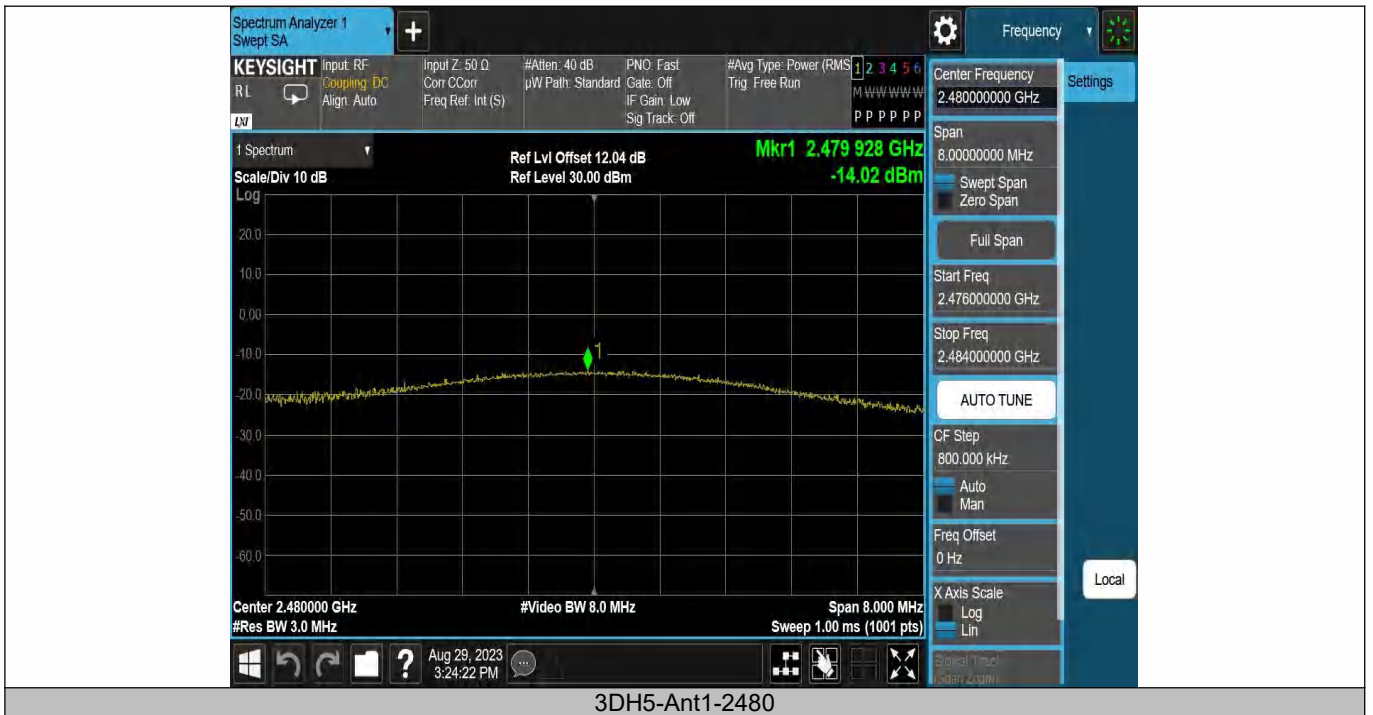 Spectrum Analyzer 1
Swept SA
+
Frequency
KEYSIGHT
RL
LXI
Input: RF
Coupling: DC
Align: Auto
Input Z: 50 Ω
Corr CCorr
Freq Ref: Int (S)
#Atten: 40 dB
µW Path: Standard
PNO: Fast
Gate: Off
IF Gain: Low
Sig Track: Off
#Avg Type: Power (RMS
Trig: Free Run
1 2 3 4 5 6
M W W W W W
P P P P P P
1 Spectrum
Scale/Div 10 dB
Log
Ref Lvl Offset 12.04 dB
Ref Level 30.00 dBm
Mkr1 2.479 928 GHz
-14.02 dBm
20.0
10.0
0.00
-10.0
-20.0
-30.0
-40.0
-50.0
-60.0
1
Center 2.480000 GHz
#Res BW 3.0 MHz
#Video BW 8.0 MHz
Span 8.000 MHz
Sweep 1.00 ms (1001 pts)
Center Frequency
2.480000000 GHz
Settings
Span
8.00000000 MHz
Swept Span
Zero Span
Full Span
Start Freq
2.476000000 GHz
Stop Freq
2.484000000 GHz
AUTO TUNE
CF Step
800.000 kHz
Auto
Man
Freq Offset
0 Hz
X Axis Scale
Log
Lin
Signal Track
(Span Zoom)
Local
?
Aug 29, 2023
3:24:22 PM
3DH5-Ant1-2480